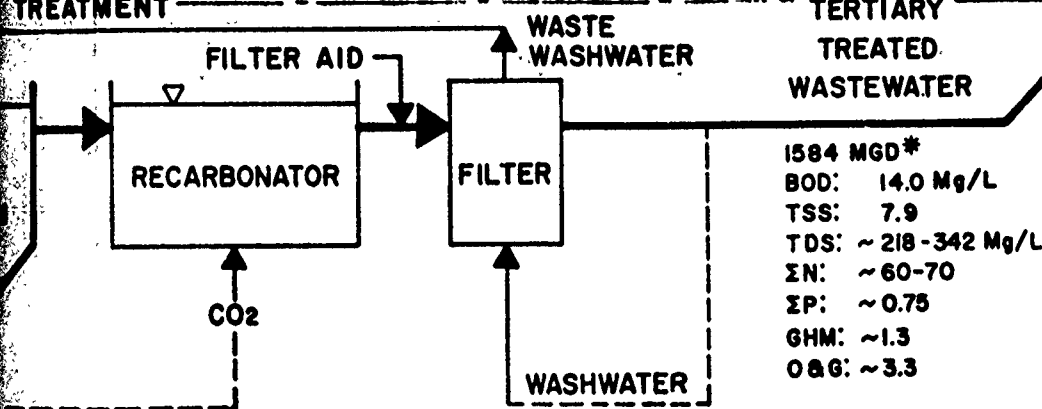 TREATMENT
TERTIARY
TREATED
WASTEWATER
WASTE
WASHWATER
FILTER AID
RECARBONATOR
FILTER
CO2
WASHWATER
1584 MGD*
BOD: 14.0 Mg/L
TSS: 7.9
TDS: ~218-342 Mg/L
ΣN: ~60-70
ΣP: ~0.75
GHM: ~1.3
O&G: ~3.3